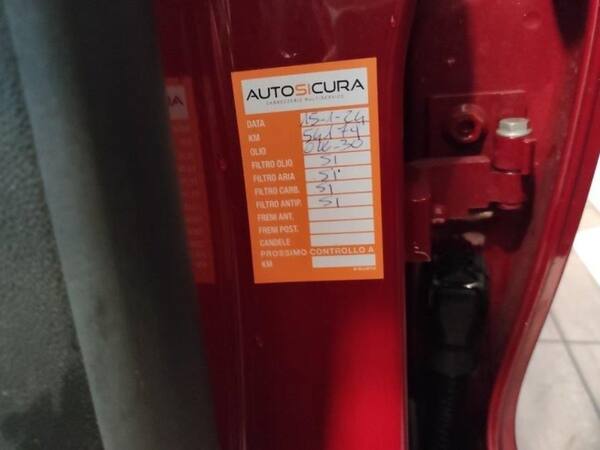 AUTOSICURA
CARROZZERIE MULTISERVICE
DATA 15-1-24
KM 54174
OLIO 0W-30
FILTRO OLIO SI
FILTRO ARIA SI
FILTRO CARB. SI
FILTRO ANTIP. SI
FRENI ANT.
FRENI POST.
CANDELE
PROSSIMO CONTROLLO A
KM